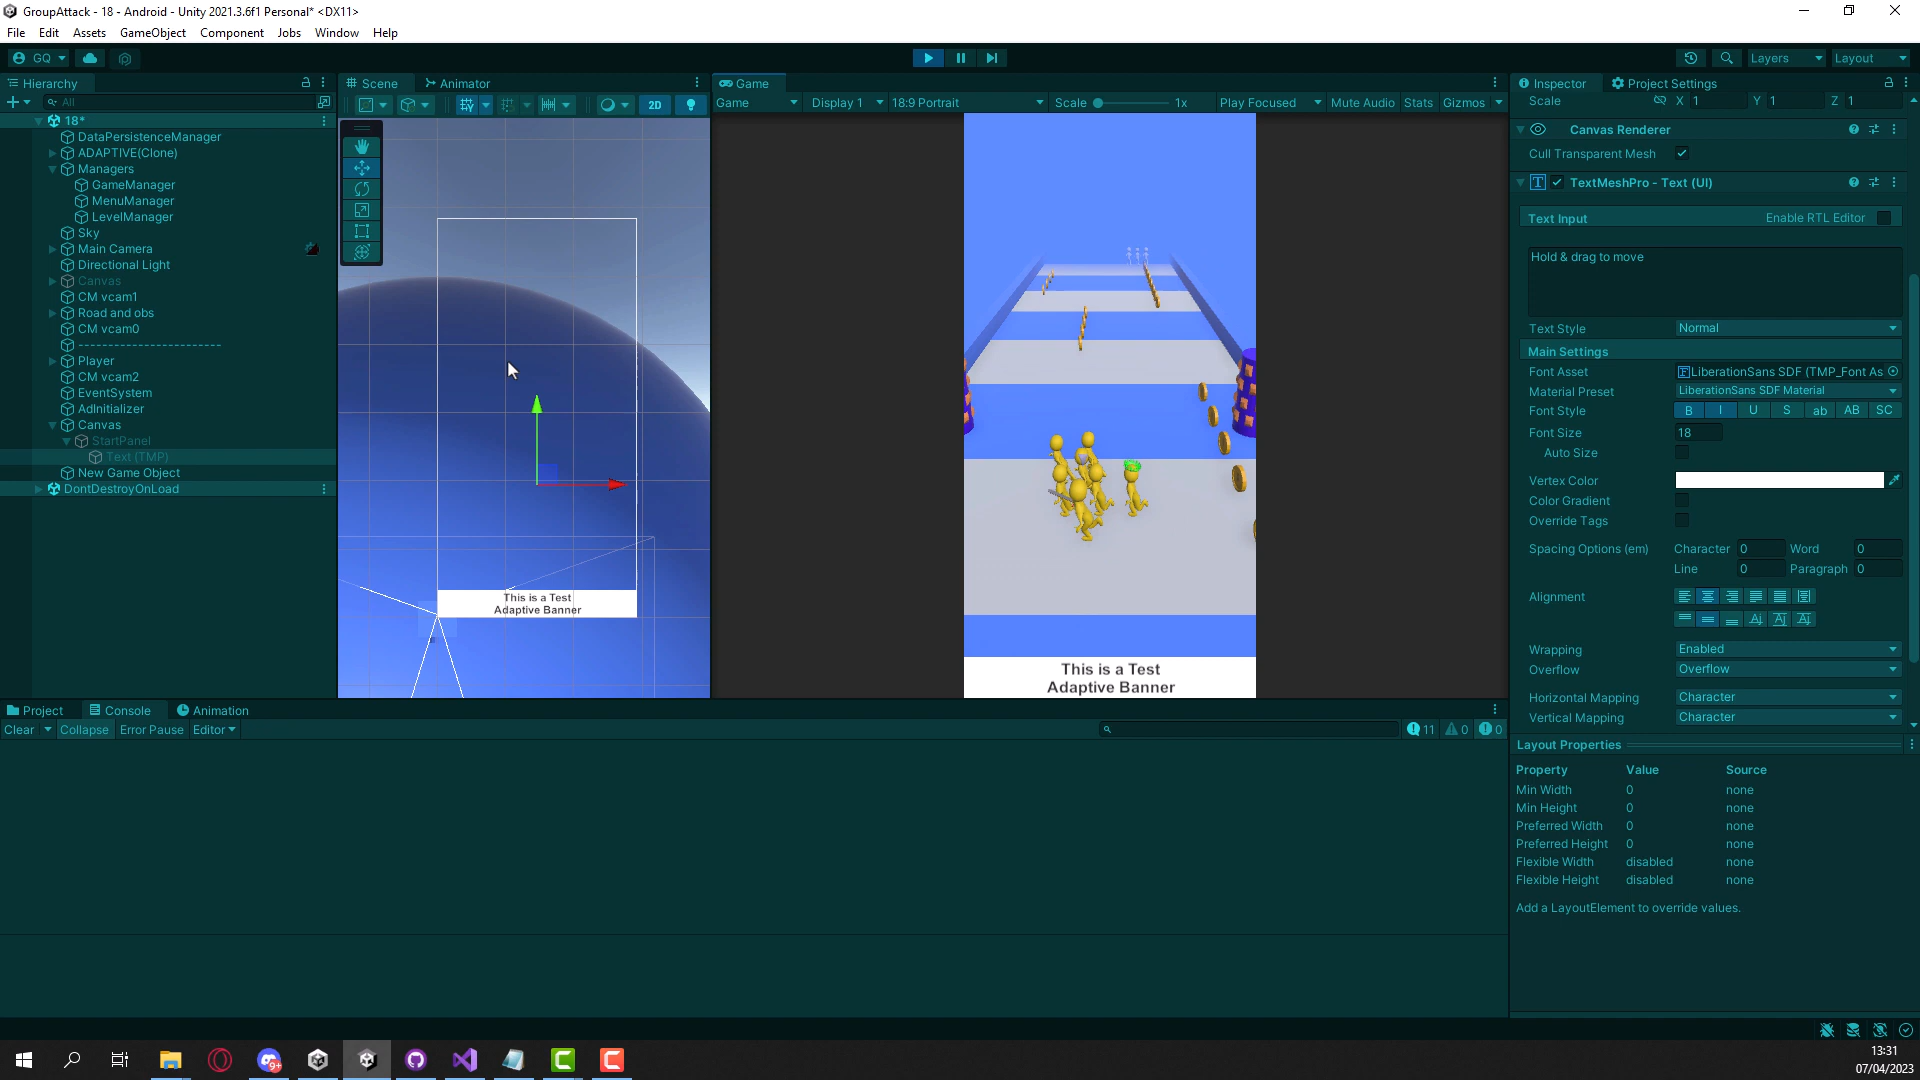 GroupAttack - 18 - Android - Unity 2021.3.6f1 Personal* <DX11>
File Edit Assets GameObject Component Jobs Window Help
GQ
Layers
Layout
Hierarchy
All
18*
DataPersistenceManager
ADAPTIVE(Clone)
Managers
GameManager
MenuManager
LevelManager
Sky
Main Camera
Directional Light
Canvas
CM vcam1
Road and obs
CM vcam0
------------------------
Player
CM vcam2
EventSystem
AdInitializer
Canvas
StartPanel
Text (TMP)
New Game Object
DontDestroyOnLoad
Scene Animator
2D
This is a Test
Adaptive Banner
Game
Game Display 1 18:9 Portrait Scale 1x Play Focused Mute Audio Stats Gizmos
This is a Test
Adaptive Banner
Inspector Project Settings
Scale X 1 Y 1 Z 1
Canvas Renderer
Cull Transparent Mesh
TextMeshPro - Text (UI)
Text Input Enable RTL Editor
Hold & drag to move
Text Style Normal
Main Settings
Font Asset LiberationSans SDF (TMP_Font As
Material Preset LiberationSans SDF Material
Font Style B I U S ab AB SC
Font Size 18
Auto Size
Vertex Color
Color Gradient
Override Tags
Spacing Options (em) Character 0 Word 0
Line 0 Paragraph 0
Alignment
Wrapping Enabled
Overflow Overflow
Horizontal Mapping Character
Vertical Mapping Character
Layout Properties
Property Value Source
Min Width 0 none
Min Height 0 none
Preferred Width 0 none
Preferred Height 0 none
Flexible Width disabled none
Flexible Height disabled none
Add a LayoutElement to override values.
Project Console Animation
Clear Collapse Error Pause Editor
11 0 0
9+
13:31
07/04/2023